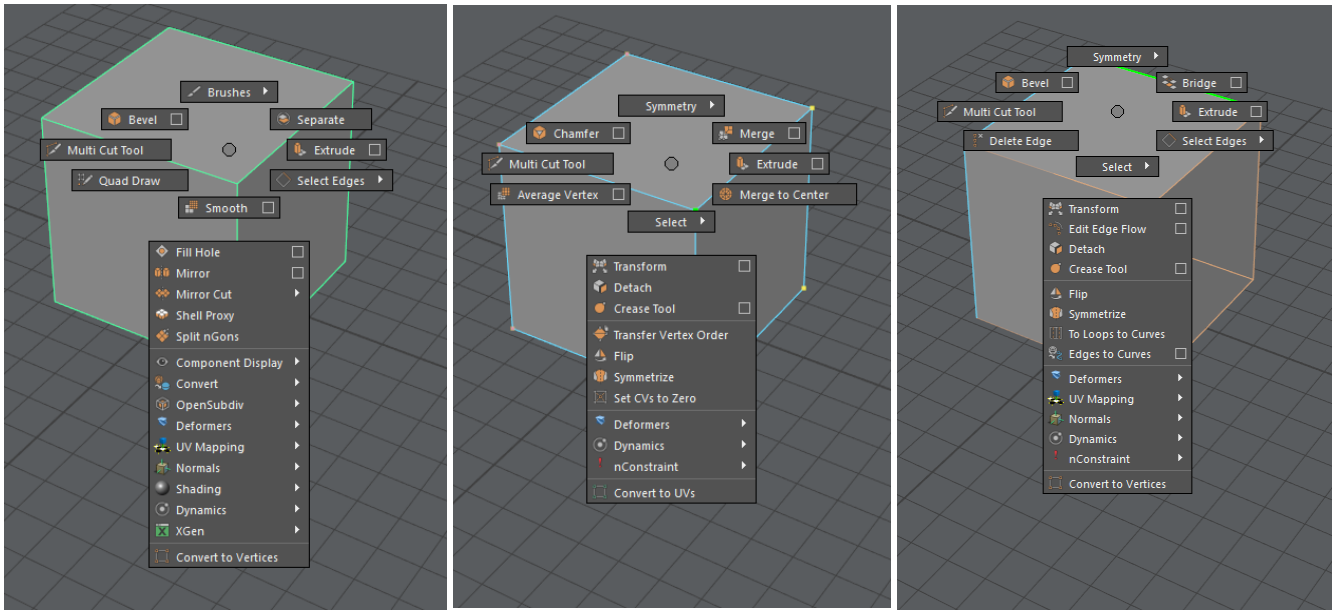 Brushes
Bevel
Separate
Multi Cut Tool
Extrude
Quad Draw
Select Edges
Smooth
Fill Hole
Mirror
Mirror Cut
Shell Proxy
Split nGons
Component Display
Convert
OpenSubdiv
Deformers
UV Mapping
Normals
Shading
Dynamics
XGen
Convert to Vertices
Symmetry
Chamfer
Merge
Multi Cut Tool
Extrude
Average Vertex
Merge to Center
Select
Transform
Detach
Crease Tool
Transfer Vertex Order
Flip
Symmetrize
Set CVs to Zero
Deformers
Dynamics
nConstraint
Convert to UVs
Symmetry
Bevel
Bridge
Multi Cut Tool
Extrude
Delete Edge
Select Edges
Select
Transform
Edit Edge Flow
Detach
Crease Tool
Flip
Symmetrize
To Loops to Curves
Edges to Curves
Deformers
UV Mapping
Normals
Dynamics
nConstraint
Convert to Vertices